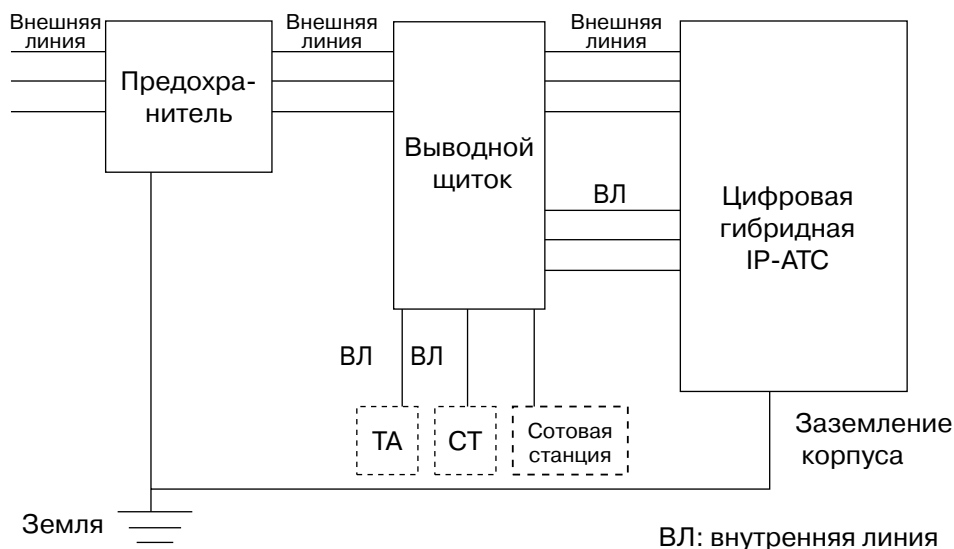 Внешняя
линия
Внешняя
линия
Внешняя
линия
Предохра-
нитель
Выводной
щиток
ВЛ
Цифровая
гибридная
IP-АТС
ВЛ
ВЛ
ТА
СТ
Сотовая
станция
Заземление
корпуса
Земля
ВЛ: внутренняя линия